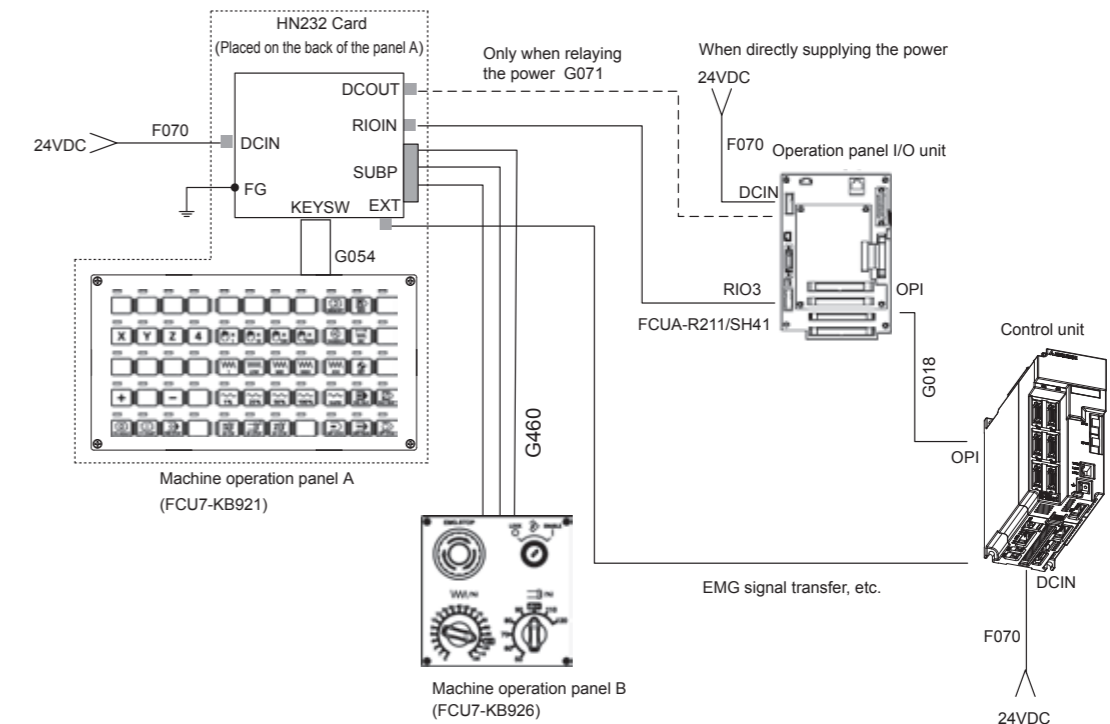 HN232 Card
(Placed on the back of the panel A)
Only when relaying
the power  G071
When directly supplying the power
24VDC
DCOUT
RIOIN
24VDC
F070
DCIN
SUBP
FG
KEYSW
EXT
G054
F070
Operation panel I/O unit
DCIN
RIO3
OPI
FCUA-R211/SH41
Control unit
G018
OPI
X
Y
Z
4
+
−
G460
Machine operation panel A
(FCU7-KB921)
EMG signal transfer, etc.
DCIN
F070
24VDC
Machine operation panel B
(FCU7-KB926)